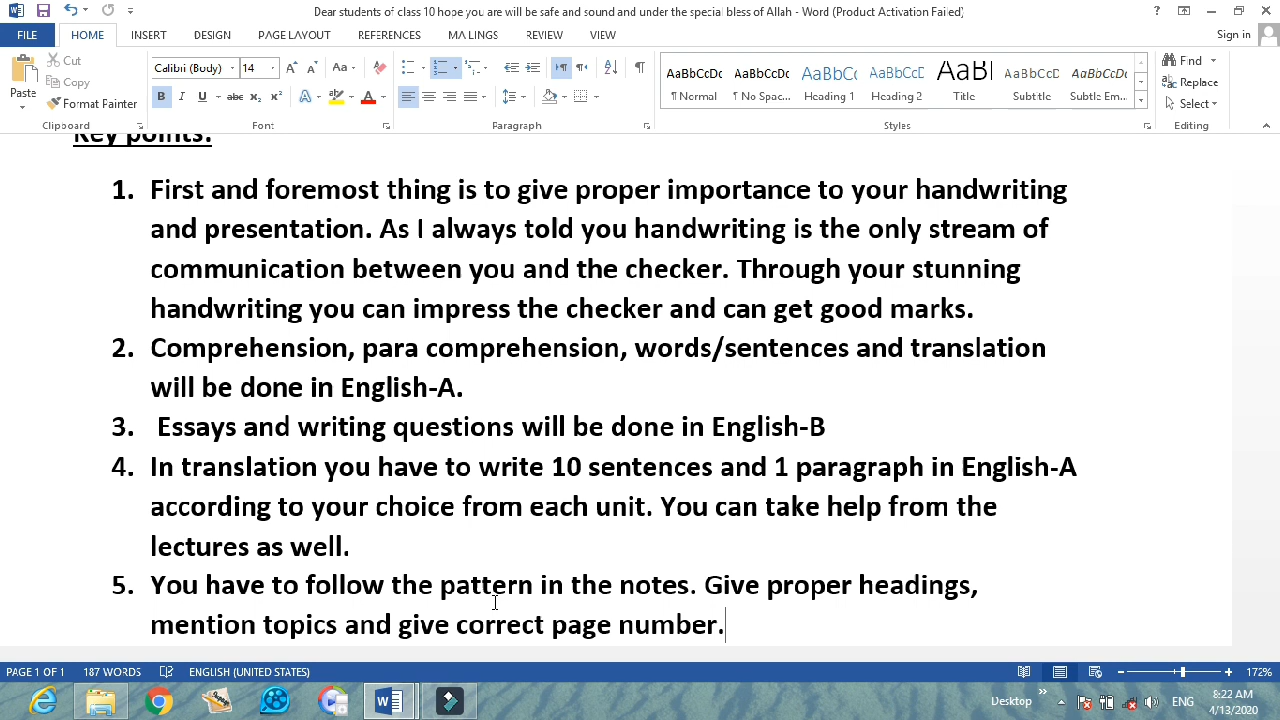 Dear students of class 10 hope you are will be safe and sound and under the special bless of Allah - Word (Product Activation Failed)
FILE HOME INSERT DESIGN PAGE LAYOUT REFERENCES MAILINGS REVIEW VIEW Sign in
Cut
Copy
Format Painter
Paste
Clipboard
Calibri (Body) 14
Font
Paragraph
AaBbCcDc AaBbCcDc AaBbCc AaBbCcD AaBl AaBbCcD AaBbCcDc
¶ Normal ¶ No Spac... Heading 1 Heading 2 Title Subtitle Subtle Em...
Styles
Find
Replace
Select
Editing
Key points:
1. First and foremost thing is to give proper importance to your handwriting
and presentation. As I always told you handwriting is the only stream of
communication between you and the checker. Through your stunning
handwriting you can impress the checker and can get good marks.
2. Comprehension, para comprehension, words/sentences and translation
will be done in English-A.
3. Essays and writing questions will be done in English-B
4. In translation you have to write 10 sentences and 1 paragraph in English-A
according to your choice from each unit. You can take help from the
lectures as well.
5. You have to follow the pattern in the notes. Give proper headings,
mention topics and give correct page number.
PAGE 1 OF 1 187 WORDS ENGLISH (UNITED STATES) 172%
Desktop ENG 8:22 AM
4/13/2020